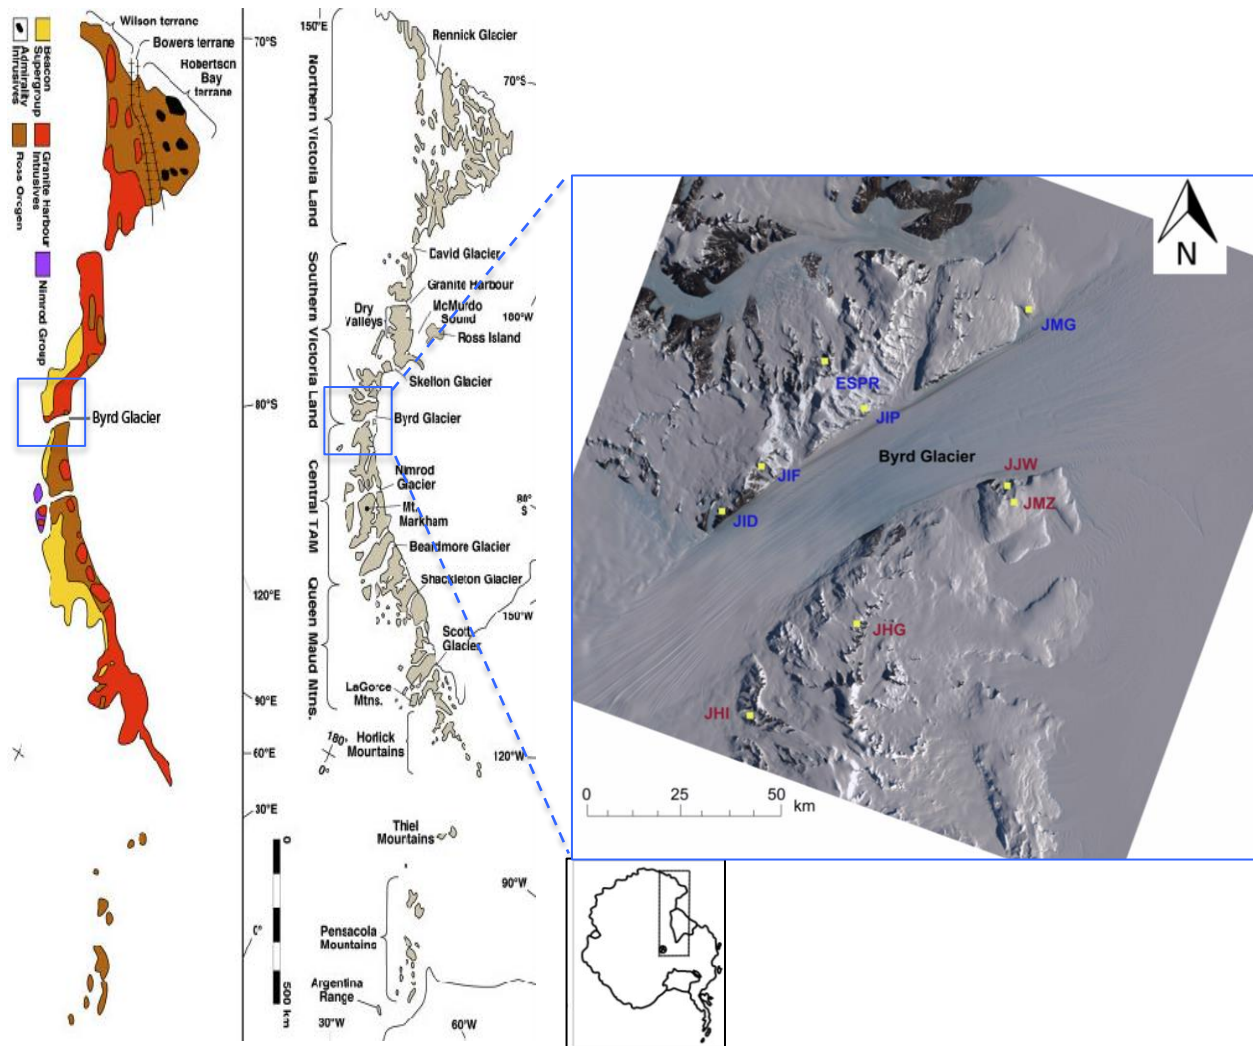 Wilson terrane
Bowers terrane
Robertson
Bay
terrane
Beacon
Supergroup
Admirality
Intrusives
Granite Harbour
Intrusives
Ross Orogen
Nimrod Group
Byrd Glacier
70°S
80°S
120°E
90°E
60°E
30°E
0°
0
500 km
150°E
Rennick Glacier
70°S
Northern Victoria Land
David Glacier
Granite Harbour
Dry
Valleys
McMurdo
Sound
160°W
Ross Island
Southern Victoria Land
Skelton Glacier
Byrd Glacier
Nimrod
Glacier
80°
S
Mt.
Markham
Central TAM
Beardmore Glacier
Shackleton Glacier
150°W
Queen Maud Mtns.
Scott
Glacier
LaGorce
Mtns.
180°
0°
Horlick
Mountains
120°W
Thiel
Mountains
90°W
Pensacola
Mountains
Argentina
Range
30°W
60°W
N
JMG
ESPR
JIP
JIF
JID
Byrd Glacier
JJW
JMZ
JHG
JHI
0
25
50
km